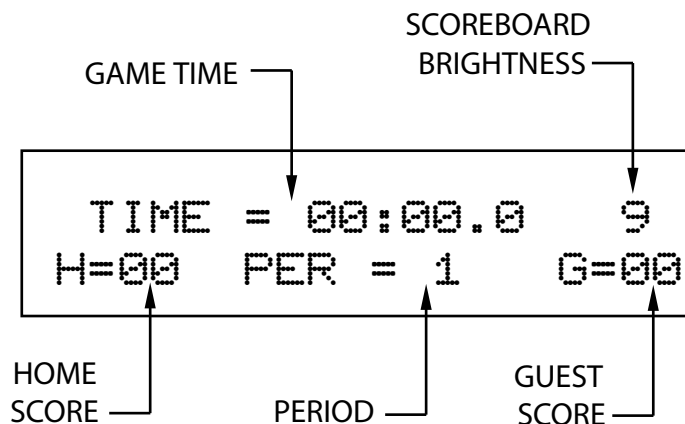 SCOREBOARD
BRIGHTNESS
GAME TIME
TIME = 00:00.0 9
H=00 PER = 1 G=00
HOME
SCORE
PERIOD
GUEST
SCORE